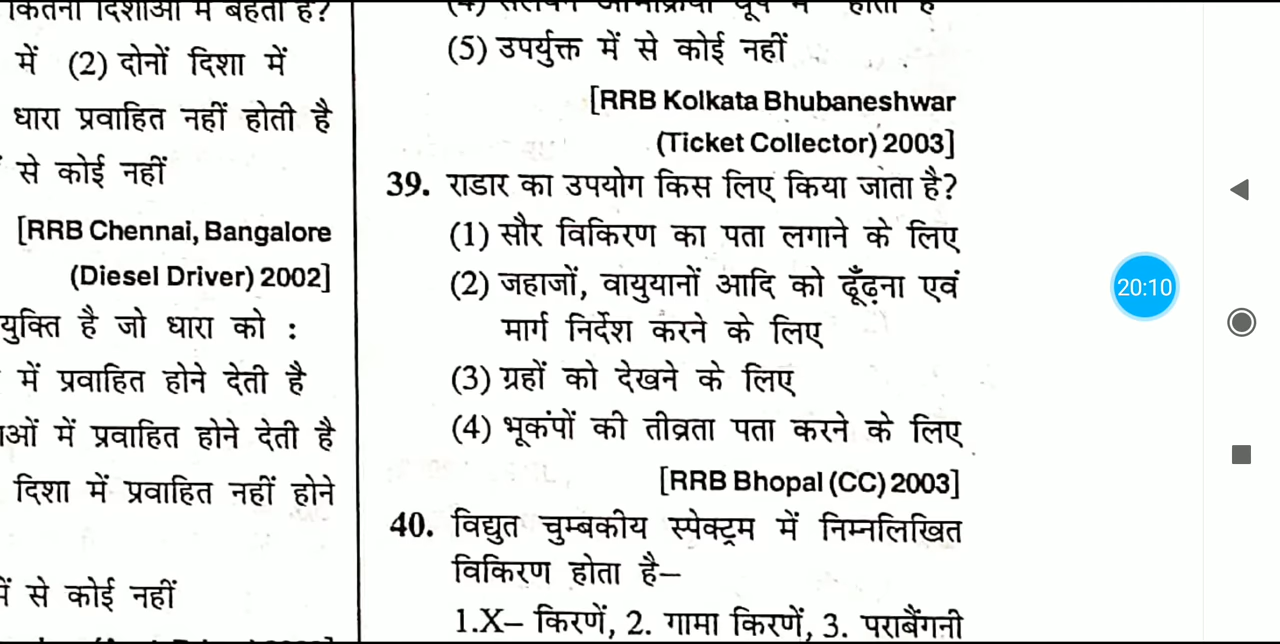 कितनी दिशाओं में बहती है?
में (2) दोनों दिशा में
धारा प्रवाहित नहीं होती है
से कोई नहीं
[RRB Chennai, Bangalore
(Diesel Driver) 2002]
युक्ति है जो धारा को :
में प्रवाहित होने देती है
में प्रवाहित होने देती है
दिशा में प्रवाहित नहीं होने
में से कोई नहीं
(5) उपर्युक्त में से कोई नहीं
[RRB Kolkata Bhubaneshwar
(Ticket Collector) 2003]
39. राडार का उपयोग किस लिए किया जाता है?
(1) सौर विकिरण का पता लगाने के लिए
(2) जहाजों, वायुयानों आदि को ढूँढ़ना एवं
मार्ग निर्देश करने के लिए
(3) ग्रहों को देखने के लिए
(4) भूकंपों की तीव्रता पता करने के लिए
[RRB Bhopal (CC) 2003]
40. विद्युत चुम्बकीय स्पेक्ट्रम में निम्नलिखित
विकिरण होता है–
1.X– किरणें, 2. गामा किरणें, 3. पराबैंगनी
20:10